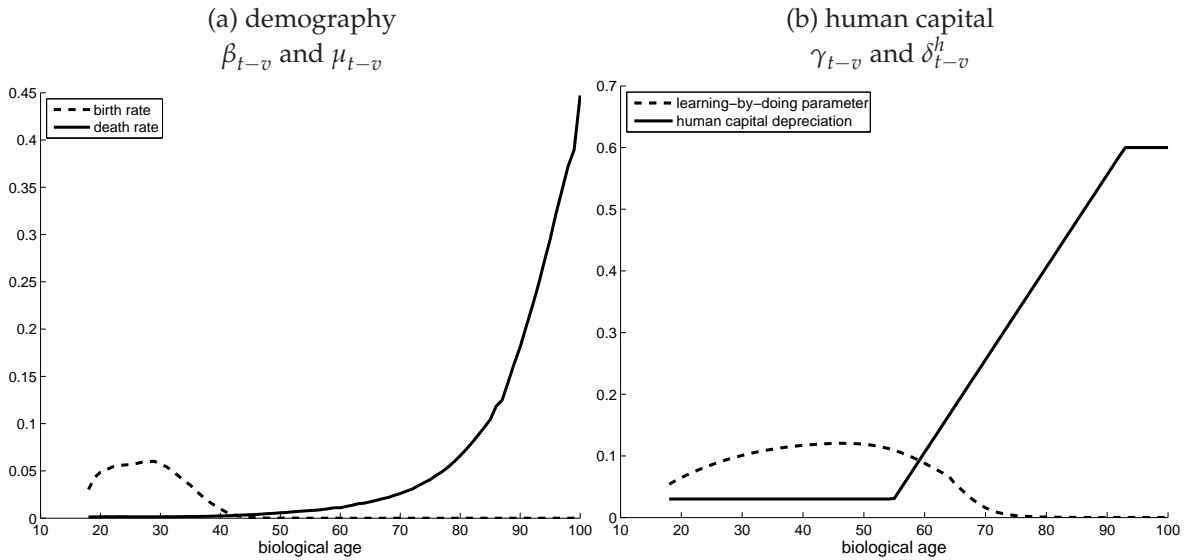 (a) demography
β_{t−v} and μ_{t−v}
birth rate
death rate
0.45
0.4
0.35
0.3
0.25
0.2
0.15
0.1
0.05
0
10 20 30 40 50 60 70 80 90 100
biological age
(b) human capital
γ_{t−v} and δ^h_{t−v}
learning−by−doing parameter
human capital depreciation
0.7
0.6
0.5
0.4
0.3
0.2
0.1
0
10 20 30 40 50 60 70 80 90 100
biological age